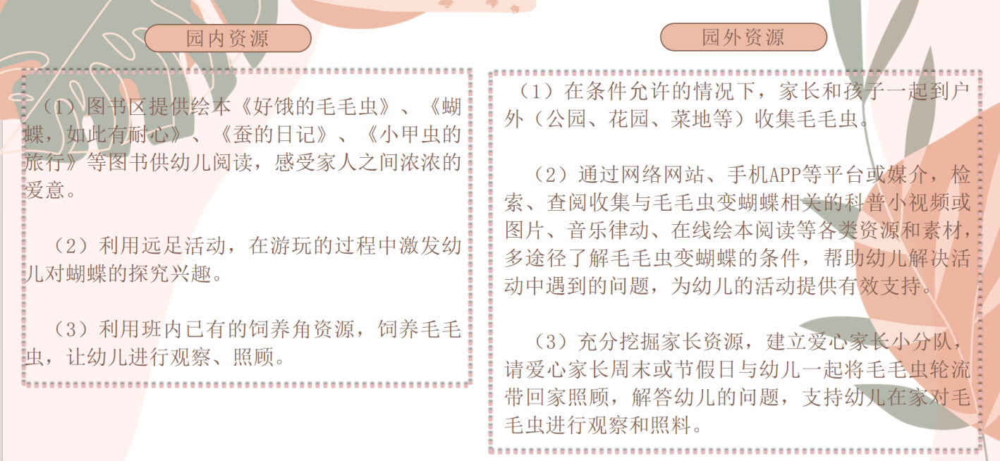 园内资源
（1）图书区提供绘本《好饿的毛毛虫》、《蝴
蝶，如此有耐心》、《蚕的日记》、《小甲虫的
旅行》等图书供幼儿阅读，感受家人之间浓浓的
爱意。
（2）利用远足活动，在游玩的过程中激发幼
儿对蝴蝶的探究兴趣。
（3）利用班内已有的饲养角资源，饲养毛毛
虫，让幼儿进行观察、照顾。
园外资源
（1）在条件允许的情况下，家长和孩子一起到户
外（公园、花园、菜地等）收集毛毛虫。
（2）通过网络网站、手机APP等平台或媒介，检
索、查阅收集与毛毛虫变蝴蝶相关的科普小视频或
图片、音乐律动、在线绘本阅读等各类资源和素材，
多途径了解毛毛虫变蝴蝶的条件，帮助幼儿解决活
动中遇到的问题，为幼儿的活动提供有效支持。
（3）充分挖掘家长资源，建立爱心家长小分队，
请爱心家长周末或节假日与幼儿一起将毛毛虫轮流
带回家照顾，解答幼儿的问题，支持幼儿在家对毛
毛虫进行观察和照料。